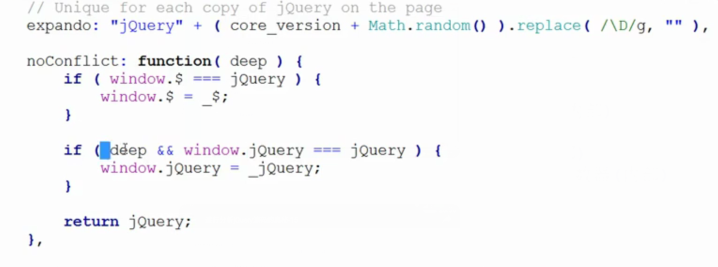 // Unique for each copy of jQuery on the page
expando: "jQuery" + ( core_version + Math.random() ).replace( /\D/g, "" ),
noConflict: function( deep ) {
if ( window.$ === jQuery ) {
window.$ = _$;
}
if ( deep && window.jQuery === jQuery ) {
window.jQuery = _jQuery;
}
return jQuery;
},